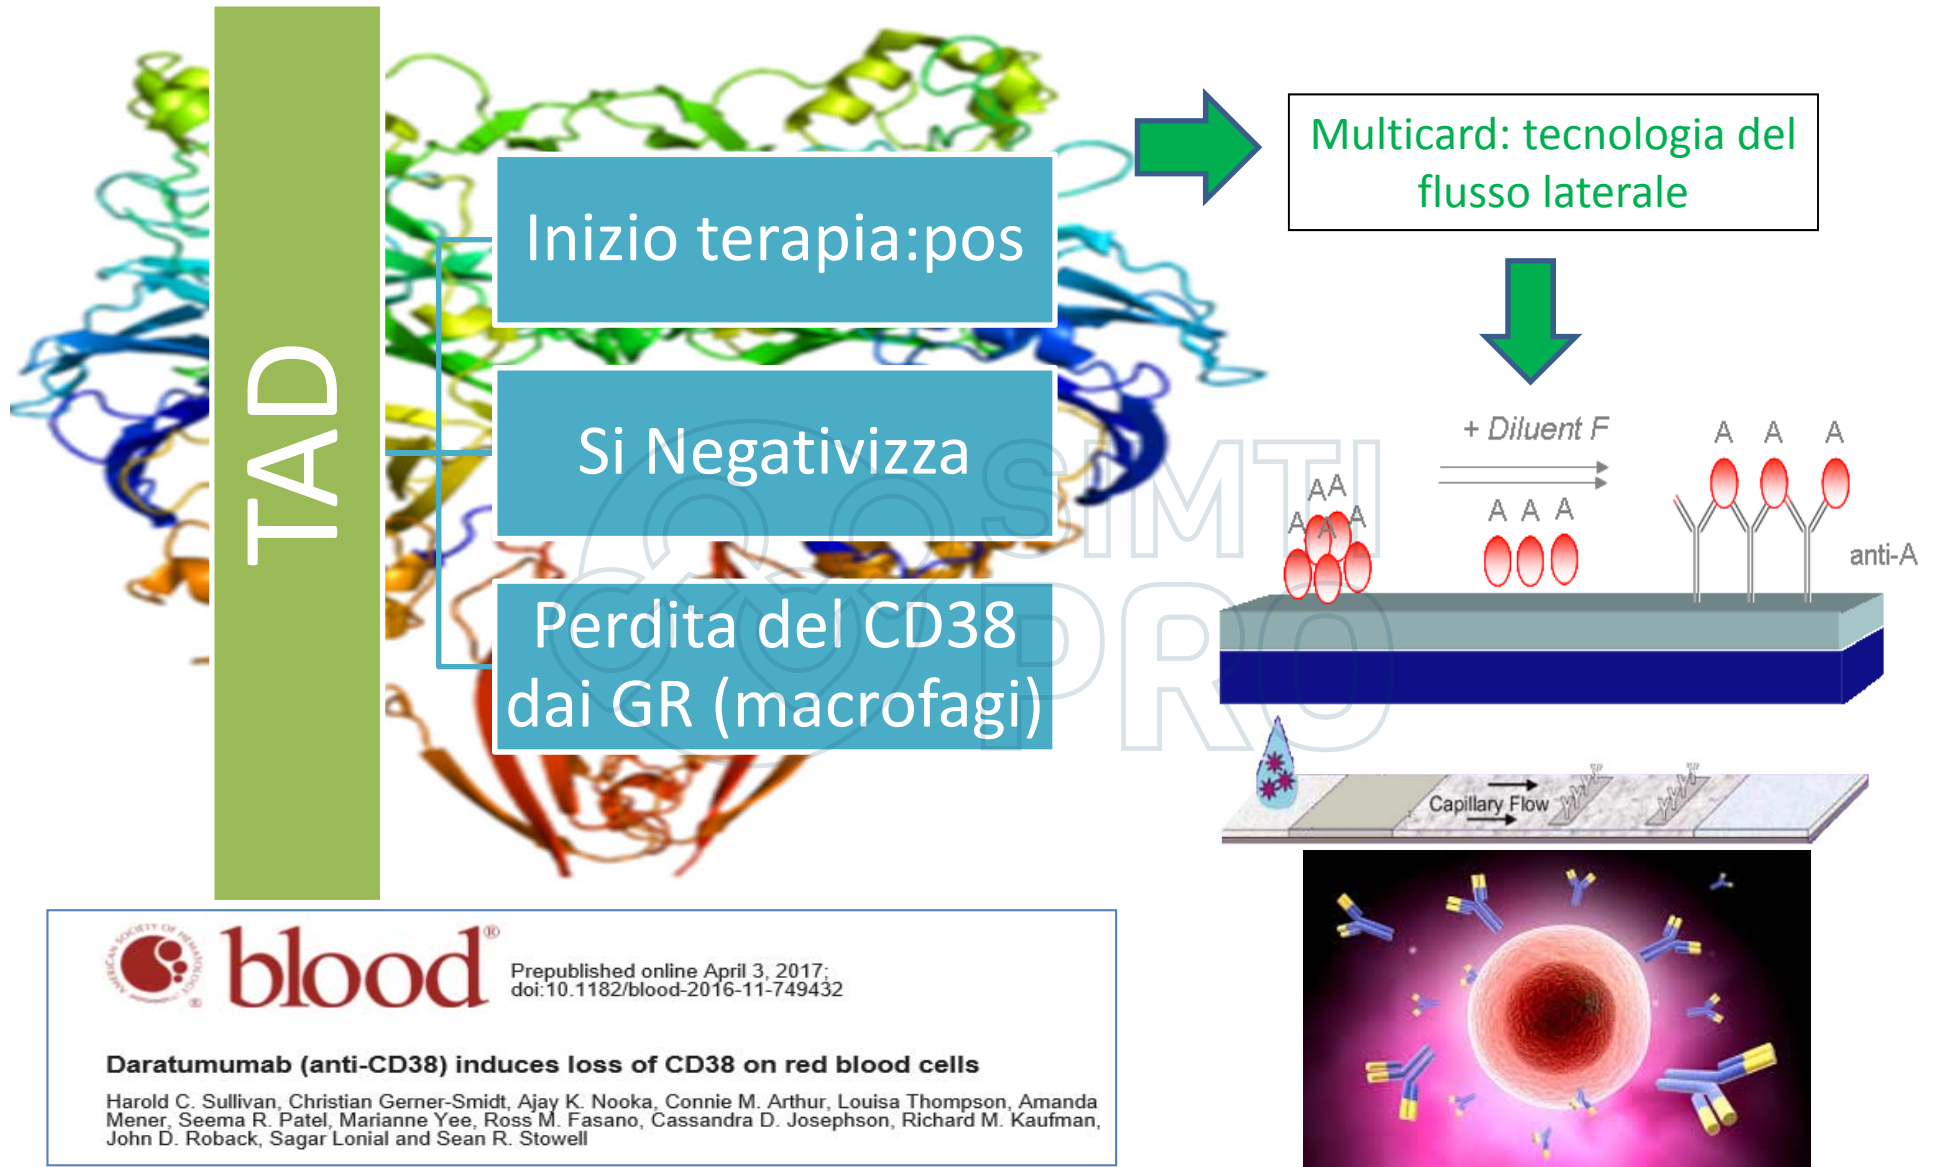 TAD
Inizio terapia:pos
Si Negativizza
Perdita del CD38
dai GR (macrofagi)
Multicard: tecnologia del
flusso laterale
+ Diluent F
A A A
A A
A A A
A A A
anti-A
Capillary Flow
SIMTI
PRO
AMERICAN SOCIETY OF HEMATOLOGY ®
blood®
Prepublished online April 3, 2017;
doi:10.1182/blood-2016-11-749432
Daratumumab (anti-CD38) induces loss of CD38 on red blood cells
Harold C. Sullivan, Christian Gerner-Smidt, Ajay K. Nooka, Connie M. Arthur, Louisa Thompson, Amanda
Mener, Seema R. Patel, Marianne Yee, Ross M. Fasano, Cassandra D. Josephson, Richard M. Kaufman,
John D. Roback, Sagar Lonial and Sean R. Stowell